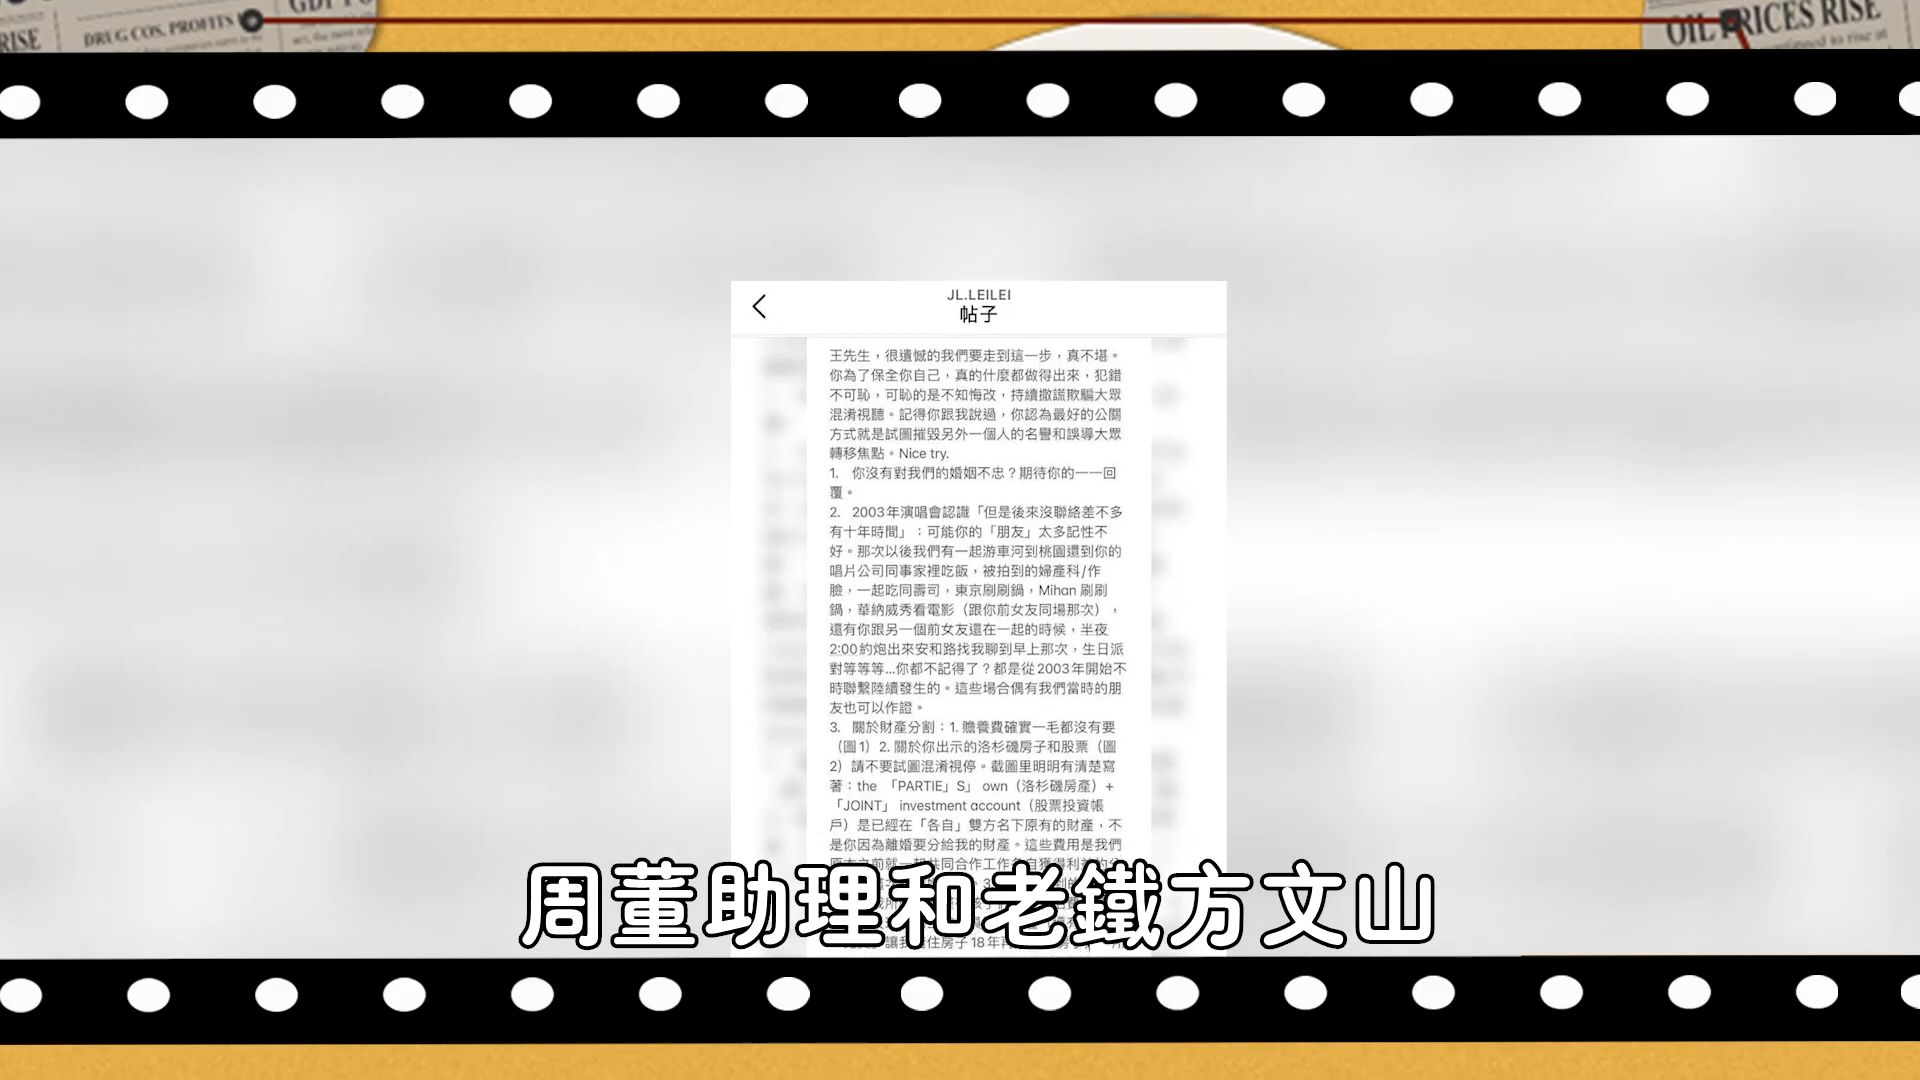 RISE
DRUG COS. PROFITS
OIL PRICES RISE
JL.LEILEI
帖子
王先生，很遺憾的我們要走到這一步，真不堪。
你為了保全你自己，真的什麼都做得出來，犯錯
不可恥，可恥的是不知悔改，持續撒謊欺騙大眾
混淆視聽。記得你跟我說過，你認為最好的公關
方式就是試圖摧毀另外一個人的名譽和誤導大眾
轉移焦點。Nice try.
1. 你沒有對我們的婚姻不忠？期待你的一一回
覆。
2. 2003年演唱會認識「但是後來沒聯絡差不多
有十年時間」：可能你的「朋友」太多記性不
好。那次以後我們有一起游車河到桃園還到你的
唱片公司同事家裡吃飯，被拍到的婦產科/作
臉，一起吃同壽司，東京刷刷鍋，Mihan 刷刷
鍋，華納威秀看電影（跟你前女友同場那次），
還有你跟另一個前女友還在一起的時候，半夜
2:00約炮出來安和路找我聊到早上那次，生日派
對等等等...你都不記得了？都是從2003年開始不
時聯繫陸續發生的。這些場合偶有我們當時的朋
友也可以作證。
3. 關於財產分割：1. 贍養費確實一毛都沒有要
（圖1）2. 關於你出示的洛杉磯房子和股票（圖
2）請不要試圖混淆視停。截圖里明明有清楚寫
著：the 「PARTIE」S」 own（洛杉磯房產）+
「JOINT」 investment account（股票投資帳
戶）是已經在「各自」雙方名下原有的財產，不
是你因為離婚要分給我的財產。這些費用是我們
周董助理和老鐵方文山